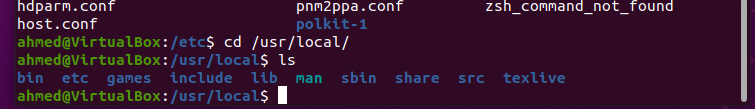 hdparm.conf pnm2ppa.conf zsh_command_not_found
host.conf polkit-1
ahmed@VirtualBox:/etc$ cd /usr/local/
ahmed@VirtualBox:/usr/local$ ls
bin etc games include lib man sbin share src texlive
ahmed@VirtualBox:/usr/local$